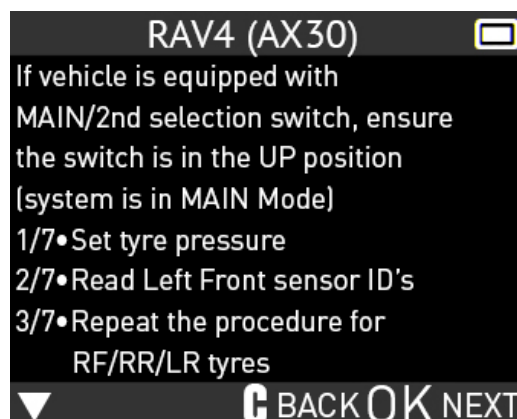 RAV4 (AX30)
If vehicle is equipped with
MAIN/2nd selection switch, ensure
the switch is in the UP position
(system is in MAIN Mode)
1/7•Set tyre pressure
2/7•Read Left Front sensor ID's
3/7•Repeat the procedure for
RF/RR/LR tyres
C BACK OK NEXT